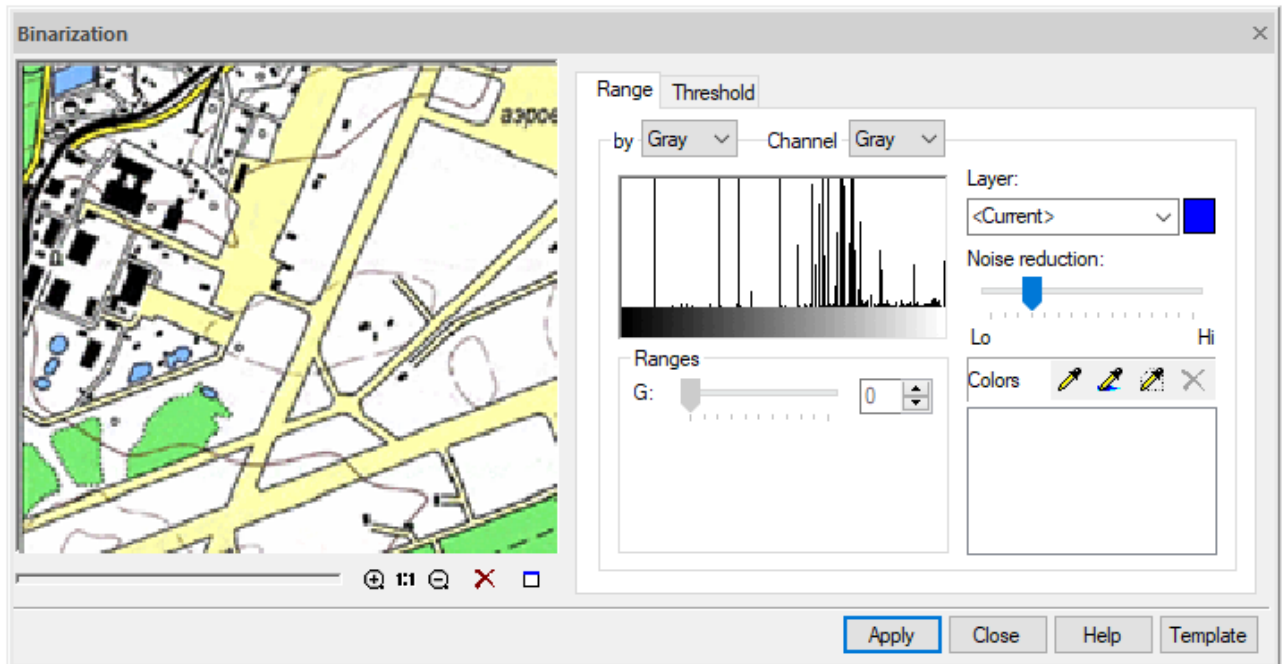 Binarization
аэрое
1:1
Range Threshold
by Gray Channel Gray
Layer:
<Current>
Noise reduction:
Lo Hi
Ranges
G: 0
Colors
Apply Close Help Template